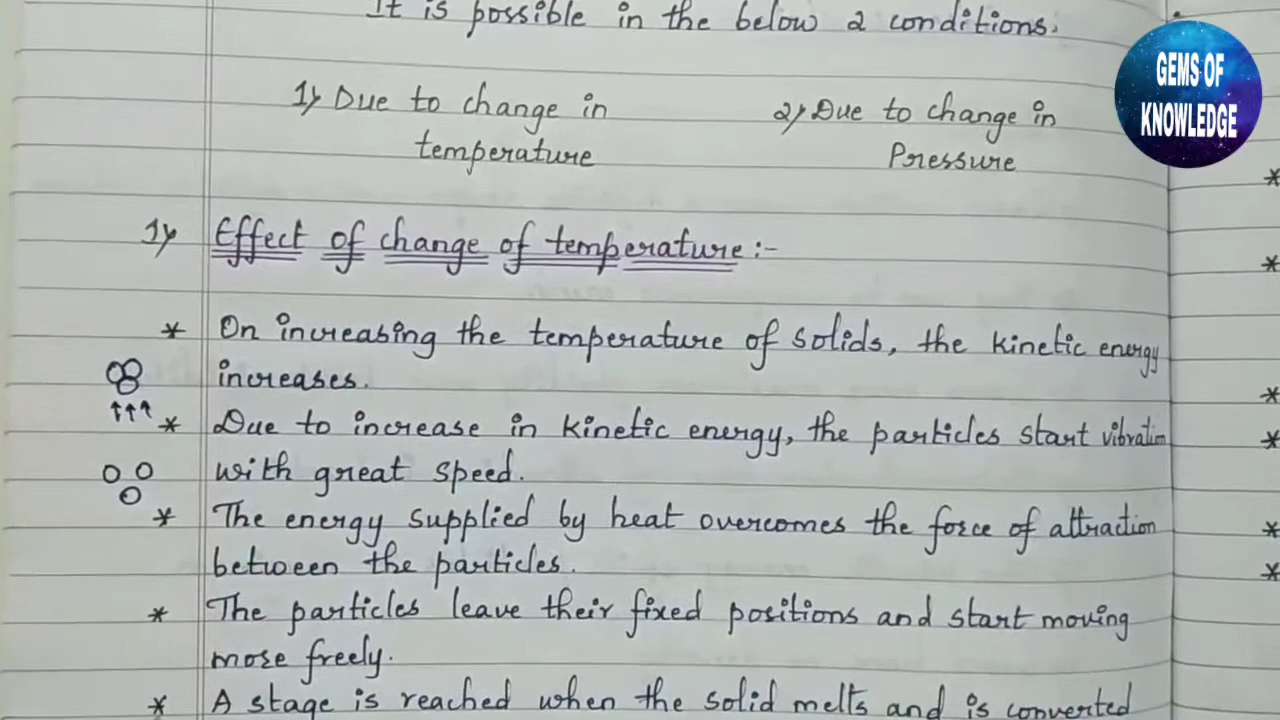 It is possible in the below 2 conditions.
GEMS OF
KNOWLEDGE
1) Due to change in
temperature
2) Due to change in
Pressure
1) Effect of change of temperature :-
* On increasing the temperature of solids, the kinetic energy
increases.
* Due to increase in kinetic energy, the particles start vibration
with great speed.
* The energy supplied by heat overcomes the force of attraction
between the particles.
* The particles leave their fixed positions and start moving
more freely.
* A stage is reached when the solid melts and is converted